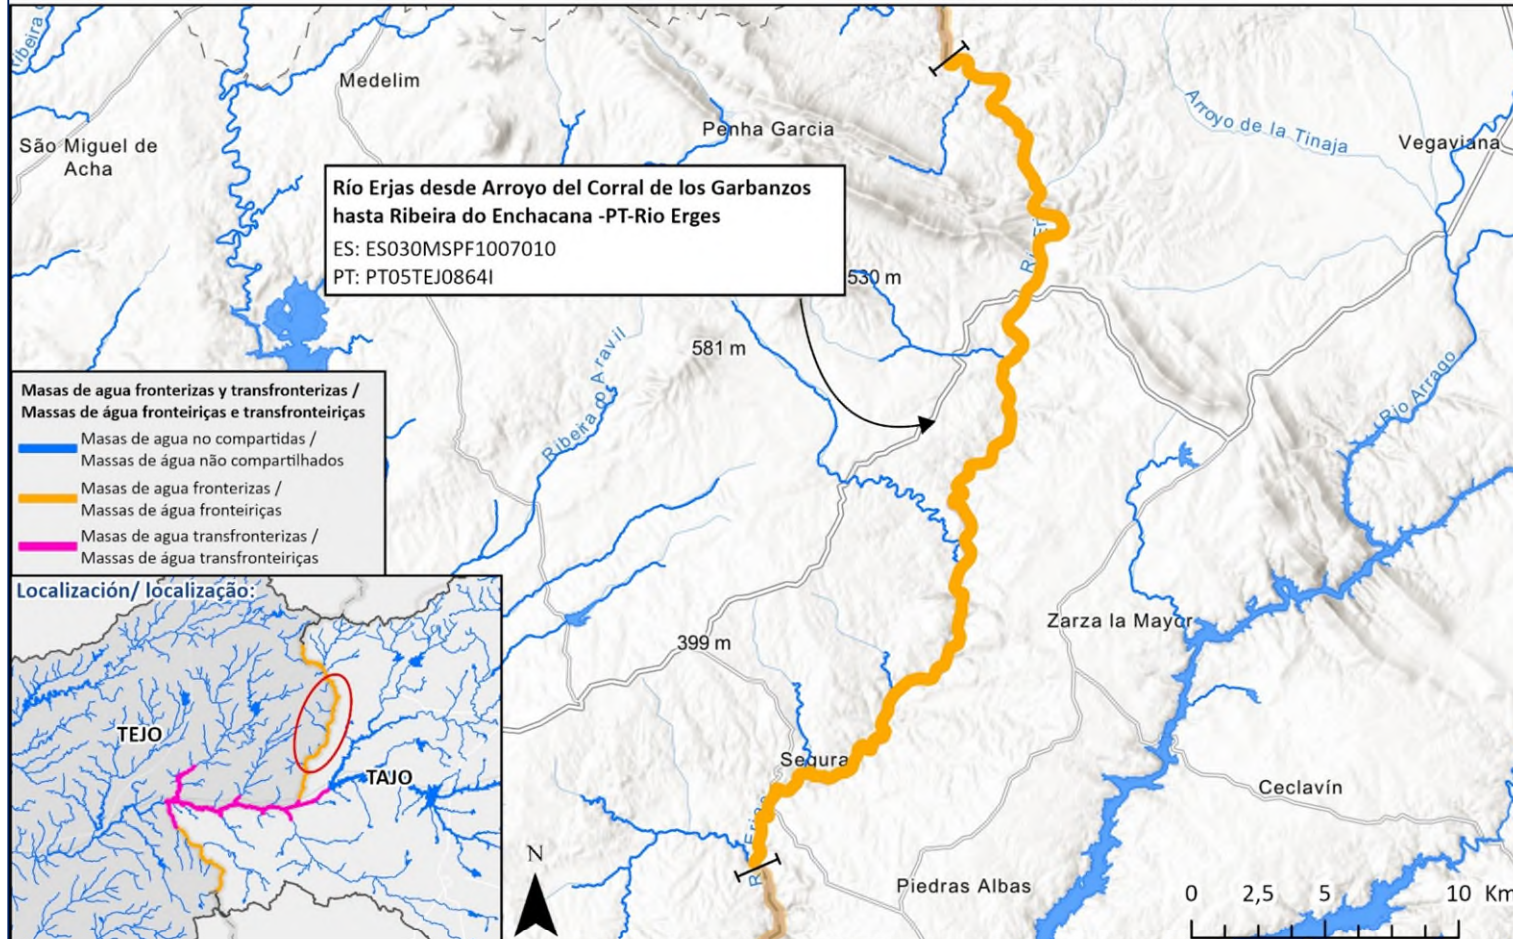 Ribeira
Medelim
São Miguel de
Acha
Penha Garcia
Arroyo de la Tinaja
Vegaviana
Río Erjas desde Arroyo del Corral de los Garbanzos
hasta Ribeira do Enchacana -PT-Rio Erges
ES: ES030MSPF1007010
PT: PT05TEJ0864I
530 m
581 m
Ribeira do Aravil
Rio Arrago
Masas de agua fronterizas y transfronterizas /
Massas de água fronteiriças e transfronteiriças
Masas de agua no compartidas /
Massas de água não compartilhados
Masas de agua fronterizas /
Massas de água fronteiriças
Masas de agua transfronterizas /
Massas de água transfronteiriças
Localización/ localização:
TEJO
TAJO
399 m
Zarza la Mayor
Segura
Ceclavín
Piedras Albas
N
0 2,5 5 10 Km